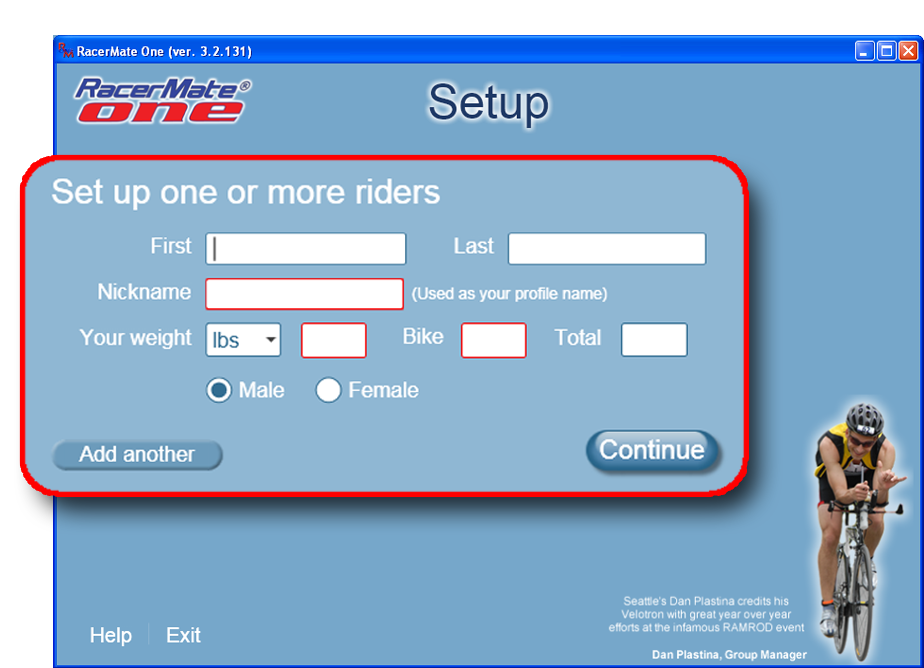 RM RacerMate One (ver. 3.2.131)
RacerMate®
one
Setup
Set up one or more riders
First Last
Nickname (Used as your profile name)
Your weight lbs Bike Total
Male Female
Add another Continue
Seattle's Dan Plastina credits his
Velotron with great year over year
efforts at the infamous RAMROD event
Dan Plastina, Group Manager
Help Exit